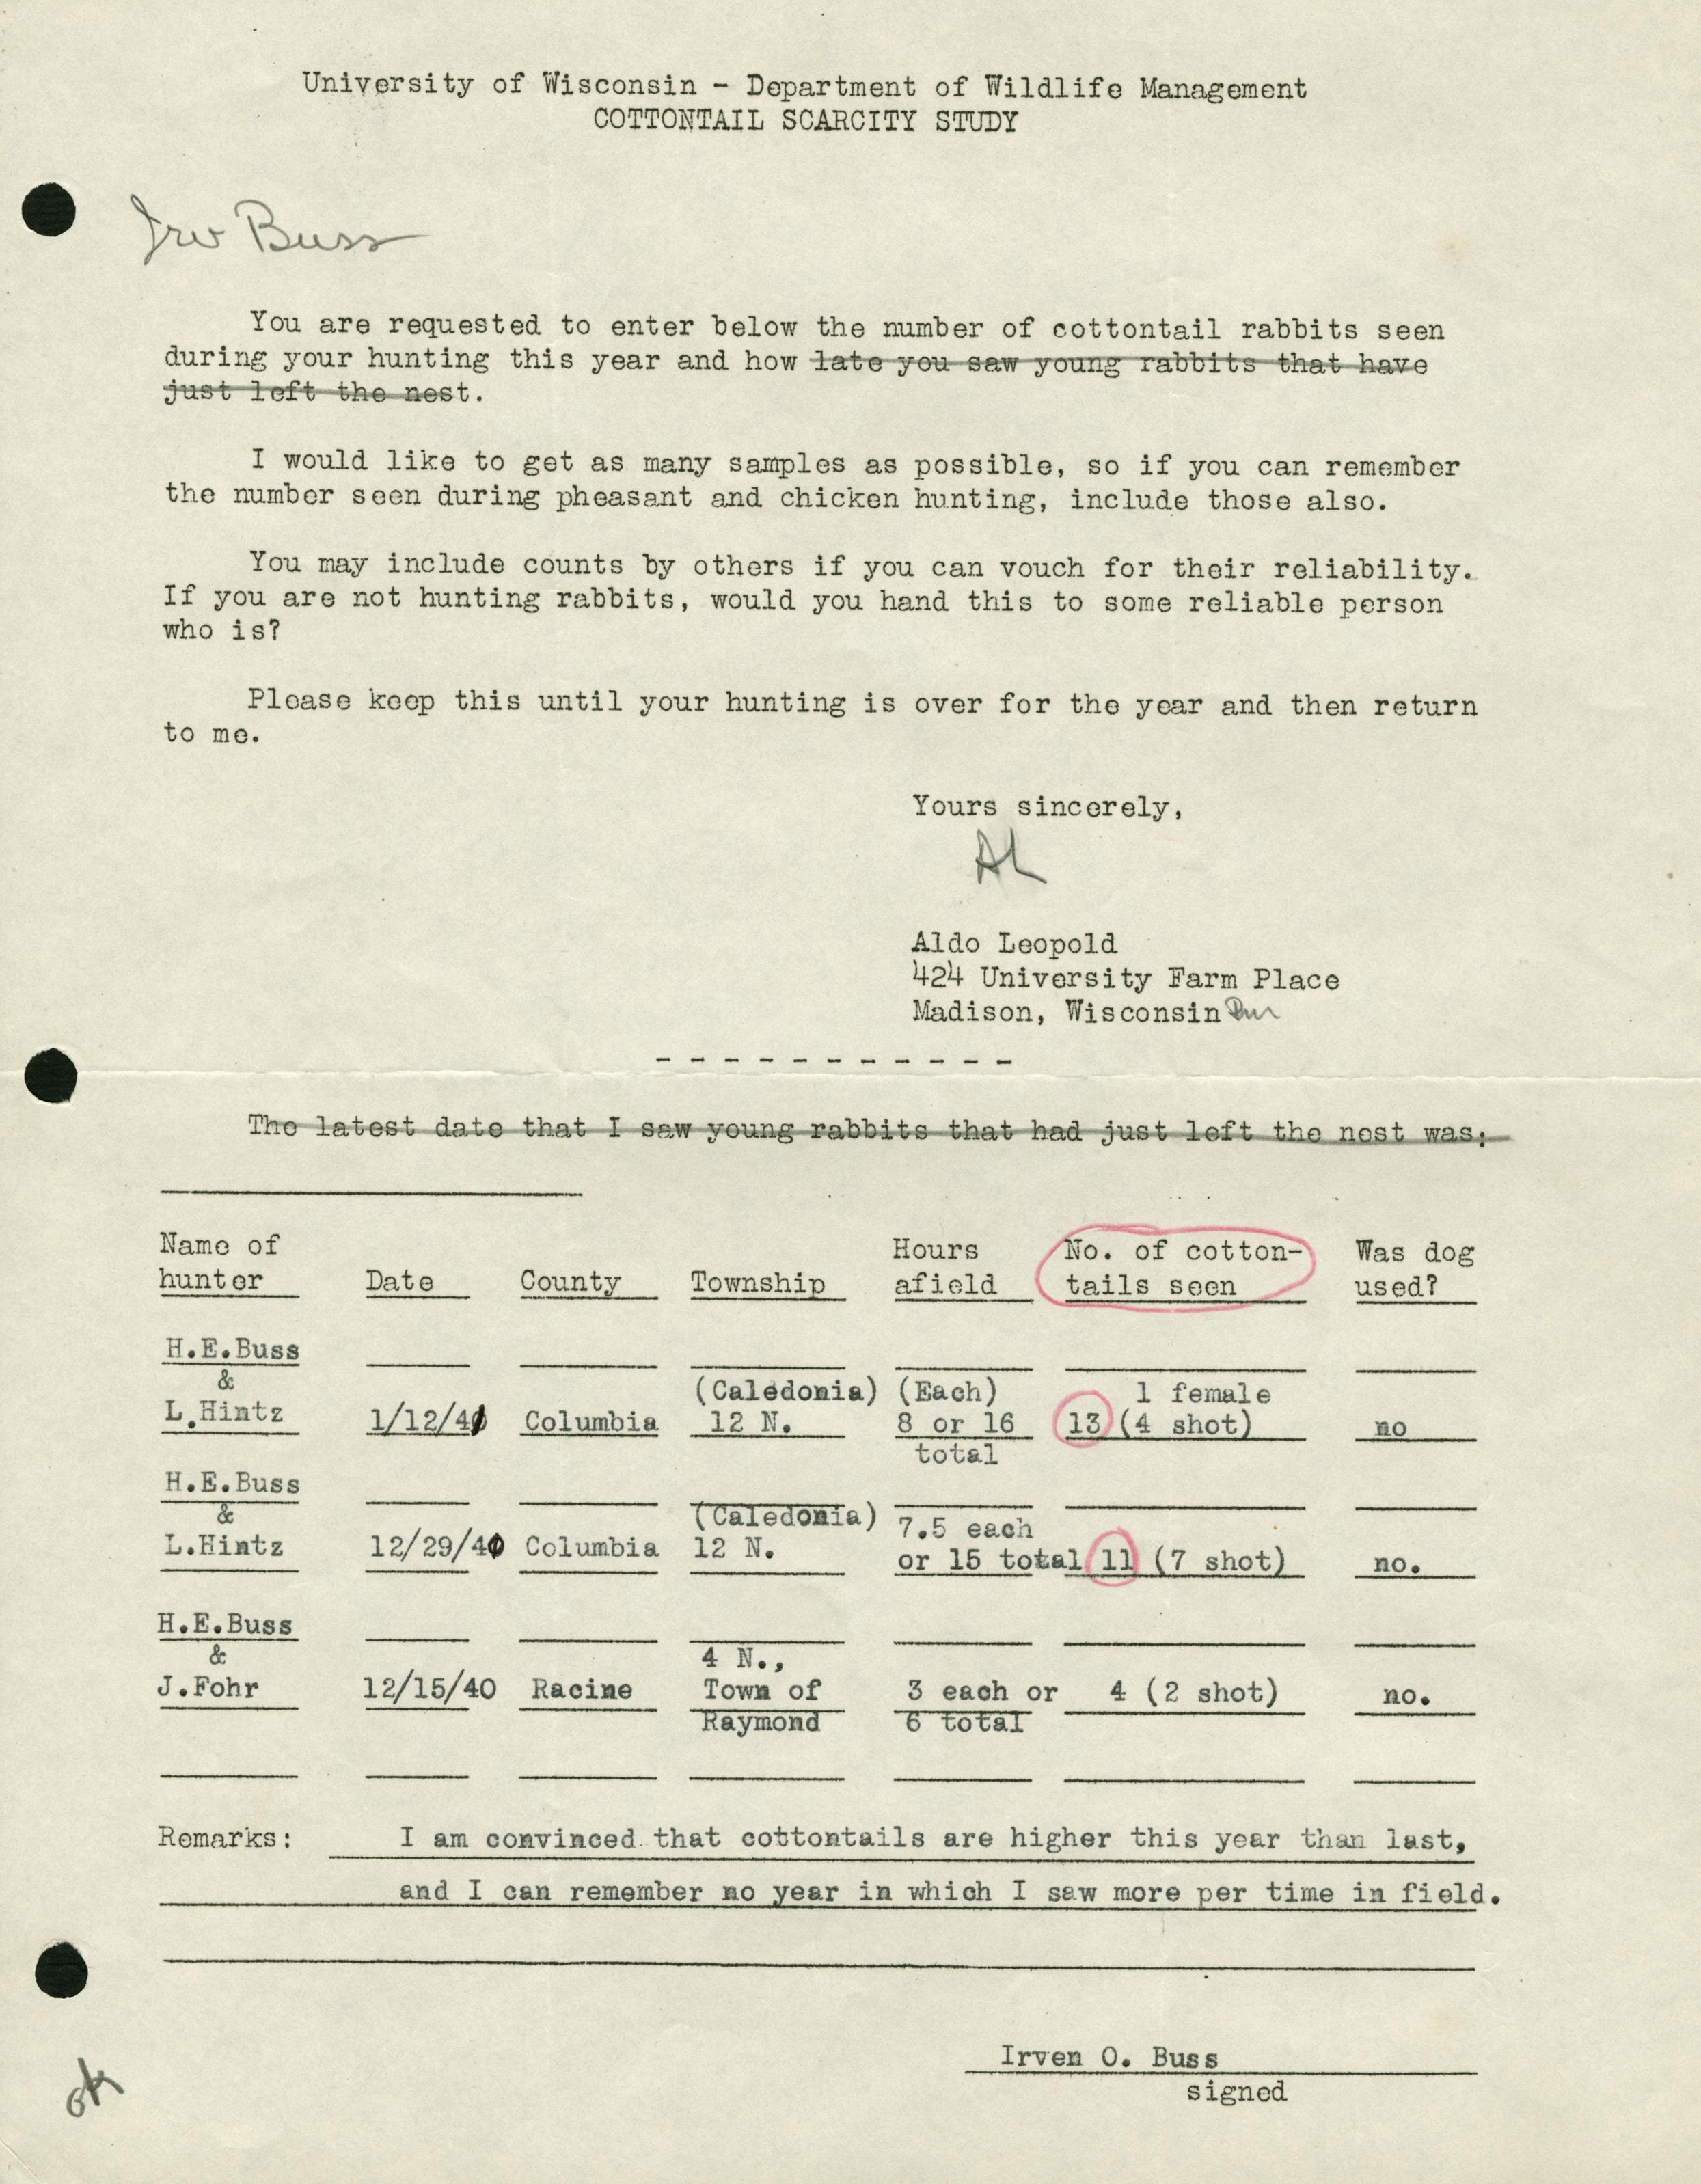 University of Wisconsin - Department of Wildlife Management
COTTONTAIL SCARCITY STUDY
Irv Buss
You are requested to enter below the number of cottontail rabbits seen
during your hunting this year and how late you saw young rabbits that have
just left the nest.
I would like to get as many samples as possible, so if you can remember
the number seen during pheasant and chicken hunting, include those also.
You may include counts by others if you can vouch for their reliability.
If you are not hunting rabbits, would you hand this to some reliable person
who is?
Please keep this until your hunting is over for the year and then return
to me.
Yours sincerely,
AL
Aldo Leopold
424 University Farm Place
Madison, Wisconsin
- - - - - - - - - - -
The latest date that I saw young rabbits that had just left the nest was:
Name of Hours No. of cotton- Was dog
hunter Date County Township afield tails seen used?
H.E.Buss
& (Caledonia) (Each) 1 female
L.Hintz 1/12/41 Columbia 12 N. 8 or 16 13 (4 shot) no
total
H.E.Buss
& (Caledonia) 7.5 each
L.Hintz 12/29/40 Columbia 12 N. or 15 total 11 (7 shot) no.
H.E.Buss
& 4 N.,
J.Fohr 12/15/40 Racine Town of 3 each or 4 (2 shot) no.
Raymond 6 total
Remarks: I am convinced that cottontails are higher this year than last,
and I can remember no year in which I saw more per time in field.
Irven O. Buss
signed
ok